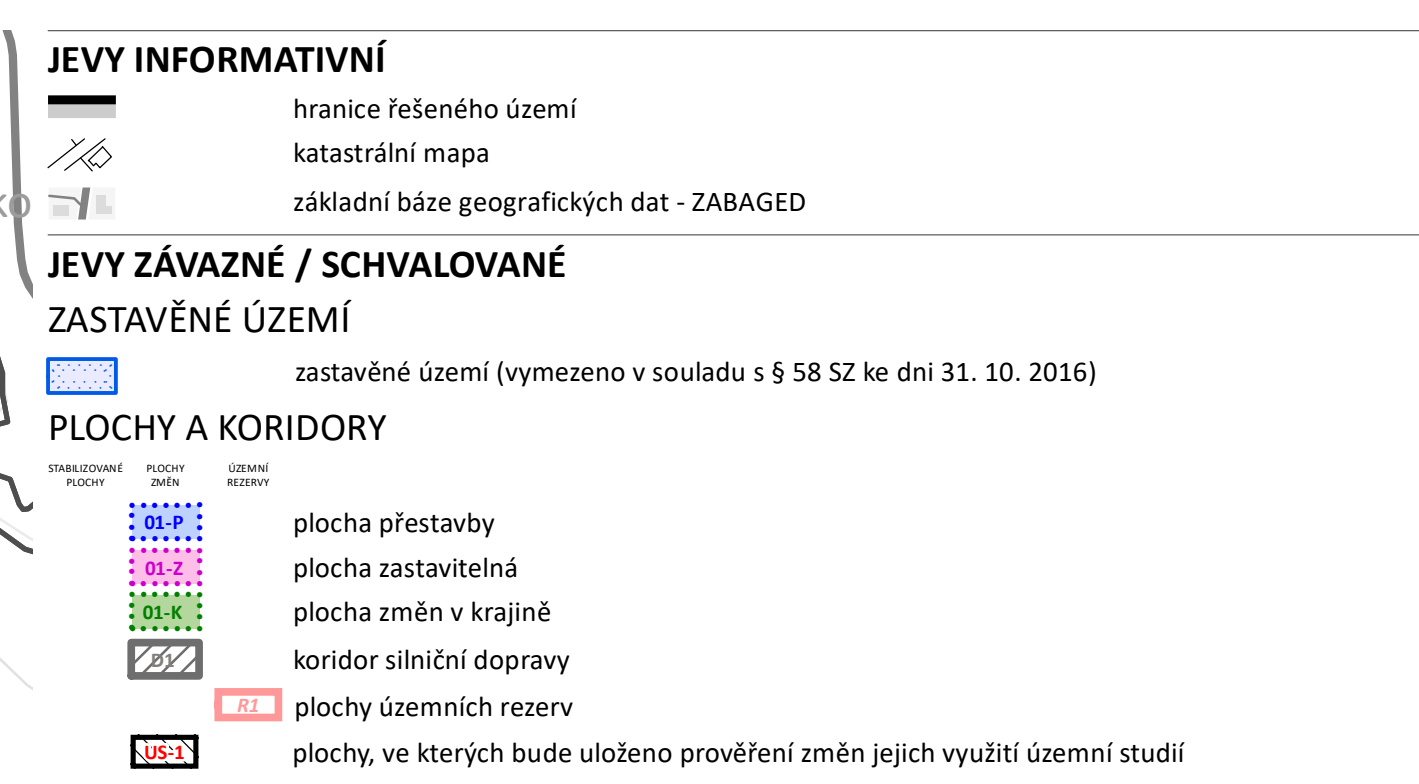 JEVY INFORMATIVNÍ
hranice řešeného území
katastrální mapa
KO
základní báze geografických dat - ZABAGED
JEVY ZÁVAZNÉ / SCHVALOVANÉ
ZASTAVĚNÉ ÚZEMÍ
zastavěné území (vymezeno v souladu s § 58 SZ ke dni 31. 10. 2016)
PLOCHY A KORIDORY
STABILIZOVANÉ PLOCHY ÚZEMNÍ
PLOCHY ZMĚN REZERVY
01-P plocha přestavby
01-Z plocha zastavitelná
01-K plocha změn v krajině
D1 koridor silniční dopravy
R1 plochy územních rezerv
US-1 plochy, ve kterých bude uloženo prověření změn jejich využití územní studií